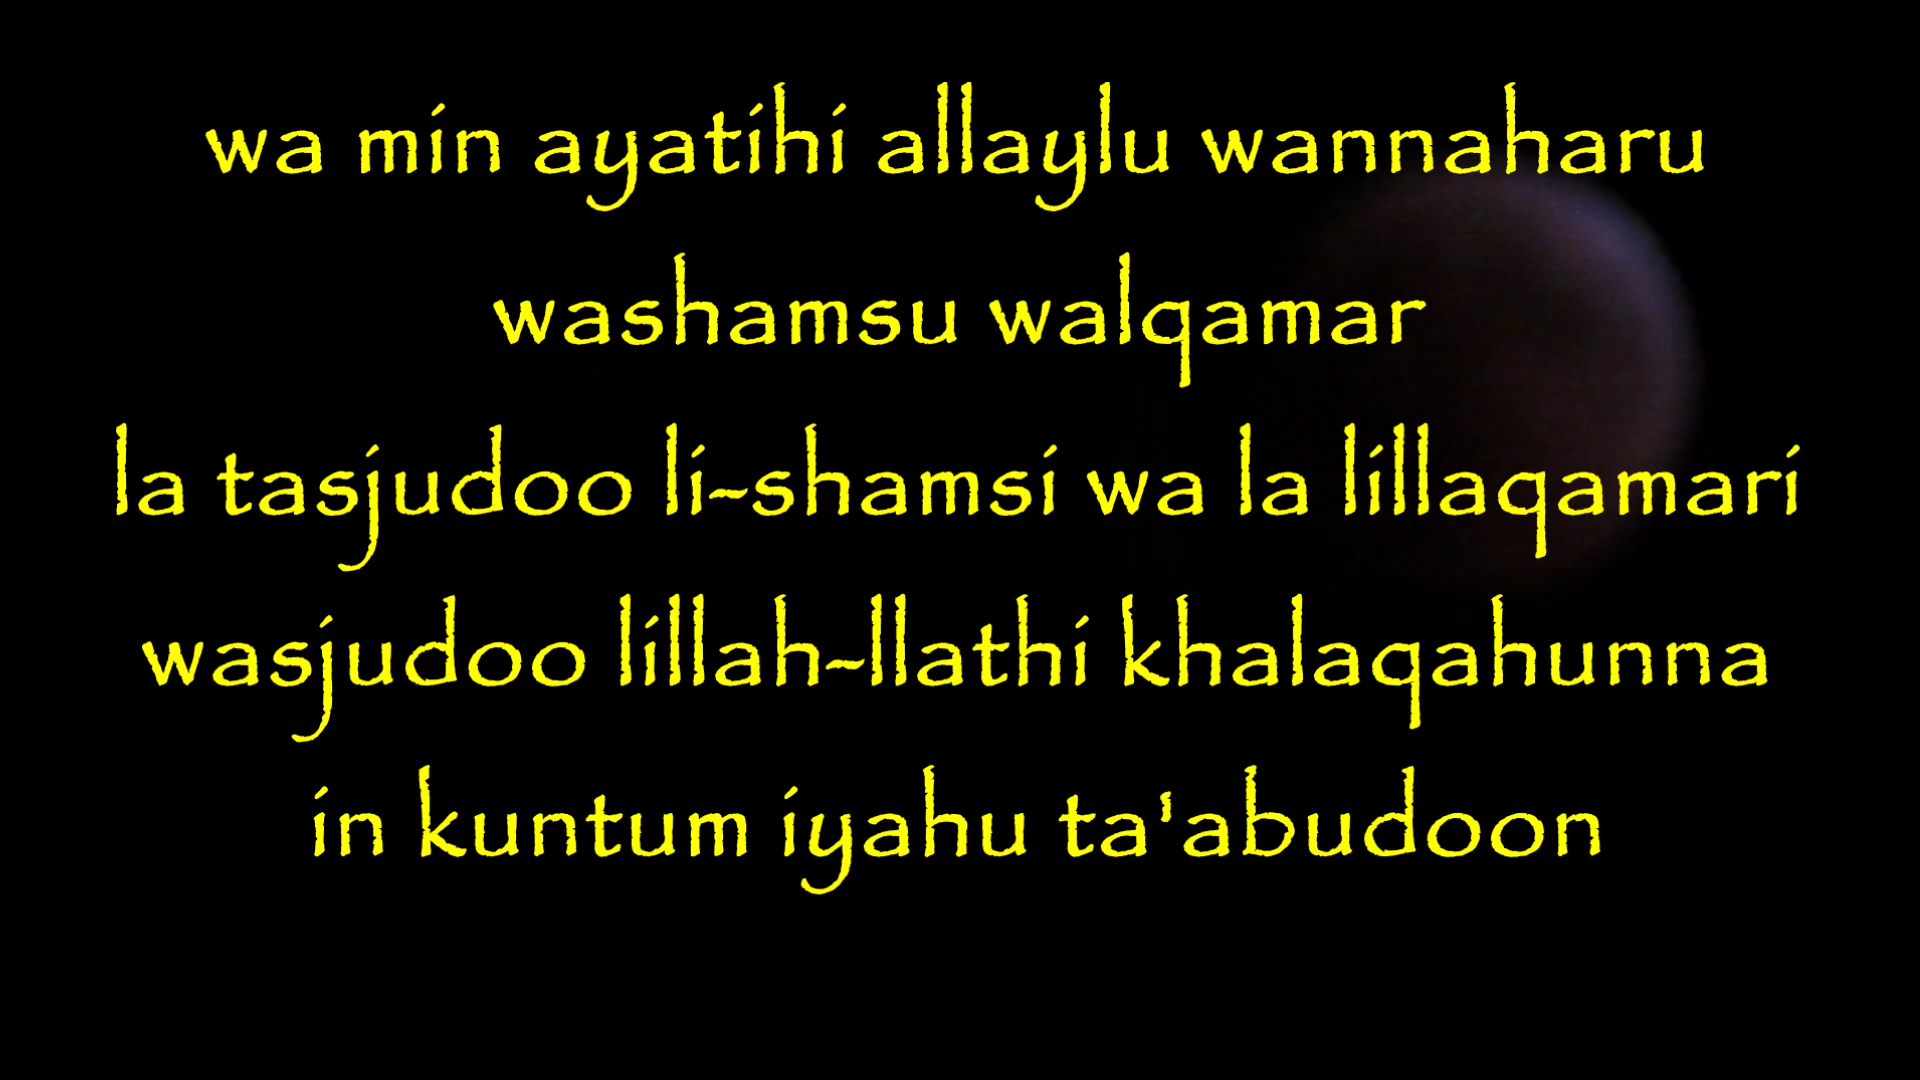 wa min ayatihi allaylu wannaharu
washamsu walqamar
la tasjudoo li-shamsi wa la lillaqamari
wasjudoo lillah-llathi khalaqahunna
in kuntum iyahu ta'abudoon